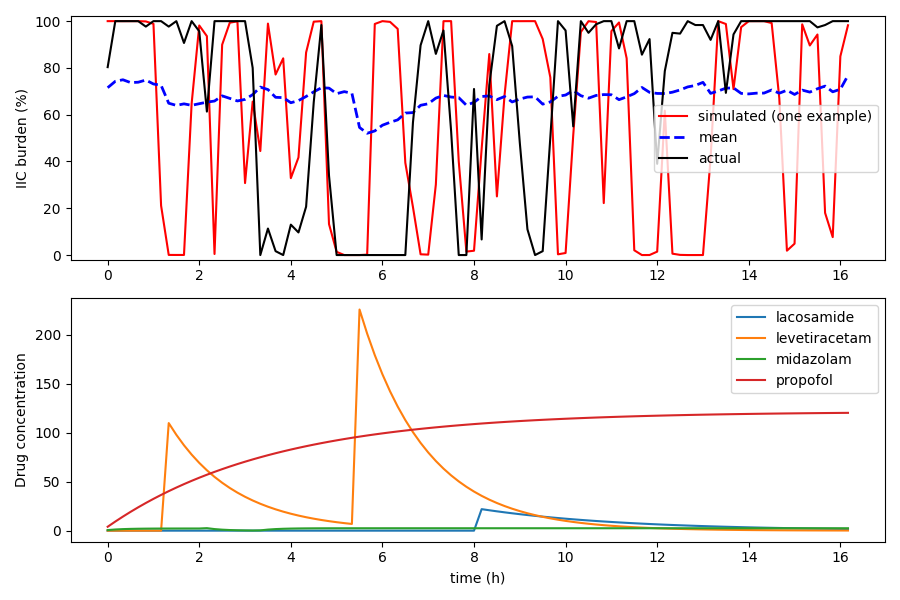 100
80
60
40
20
0
IIC burden (%)
simulated (one example)
mean
actual
0 2 4 6 8 10 12 14 16
200
150
100
50
0
Drug concentration
lacosamide
levetiracetam
midazolam
propofol
0 2 4 6 8 10 12 14 16
time (h)